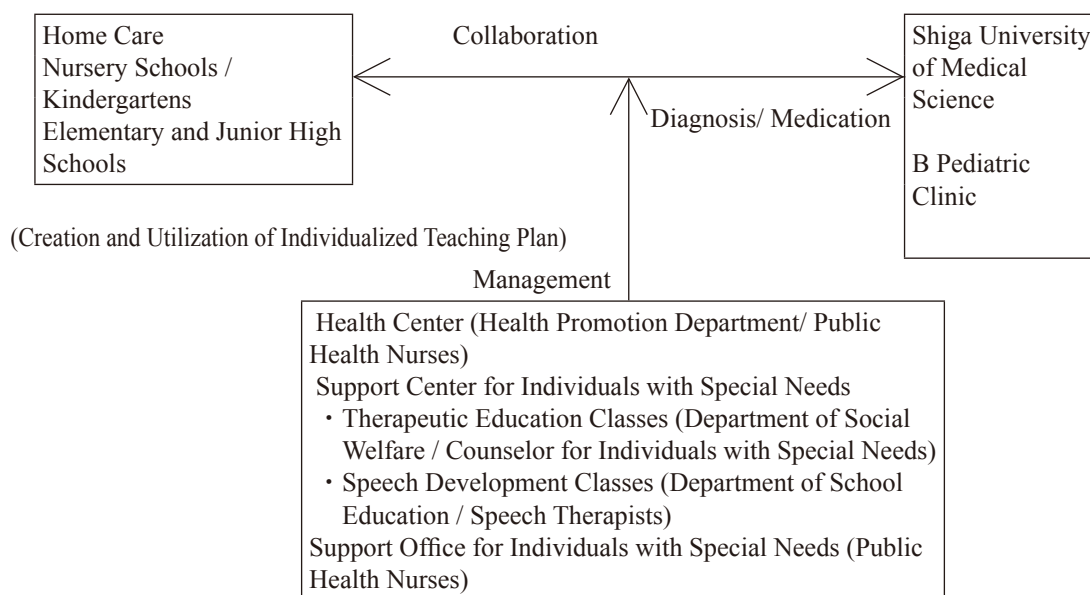 Home Care
Nursery Schools /
Kindergartens
Elementary and Junior High
Schools
Collaboration
Diagnosis/ Medication
Shiga University
of Medical
Science
B Pediatric
Clinic
(Creation and Utilization of Individualized Teaching Plan)
Management
Health Center (Health Promotion Department/ Public
Health Nurses)
Support Center for Individuals with Special Needs
・Therapeutic Education Classes (Department of Social
Welfare / Counselor for Individuals with Special Needs)
・Speech Development Classes (Department of School
Education / Speech Therapists)
Support Office for Individuals with Special Needs (Public
Health Nurses)